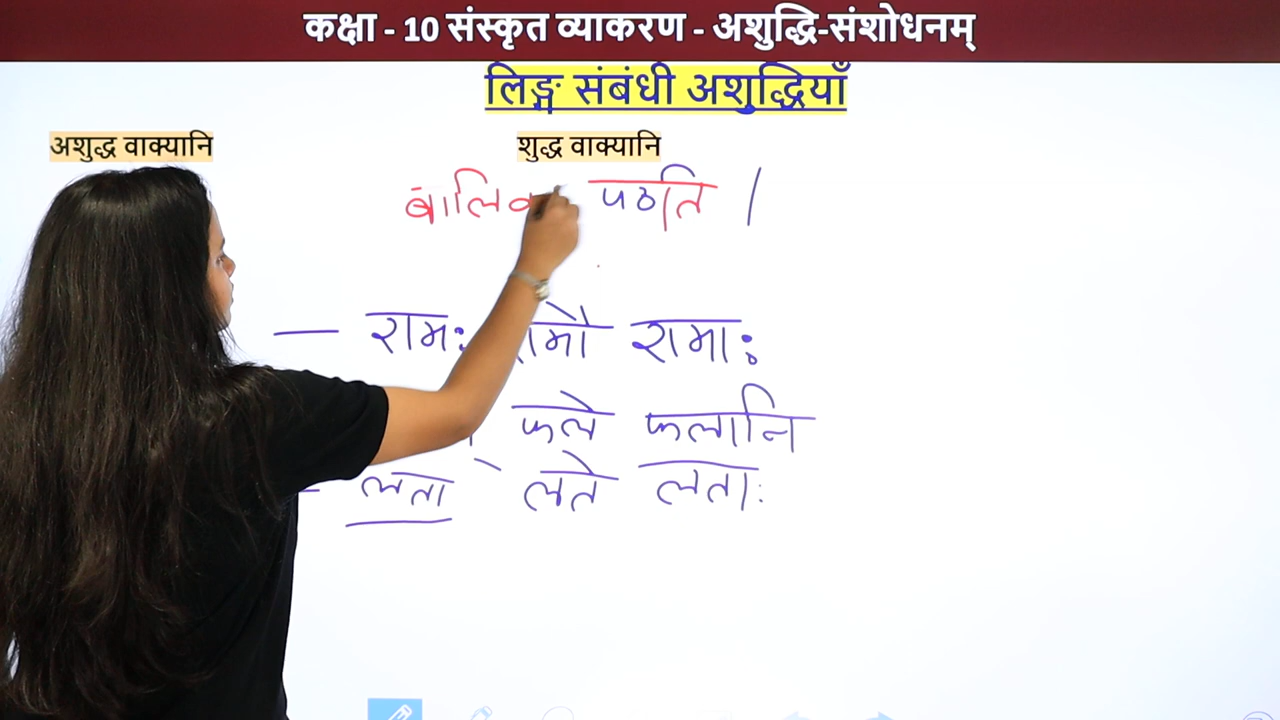 कक्षा - 10 संस्कृत व्याकरण - अशुद्धि-संशोधनम्
लिङ्ग संबंधी अशुद्धियाँ
अशुद्ध वाक्यानि शुद्ध वाक्यानि
पठति |
— रामः रामौ रामाः
फले फलानि
– लता लते लताः